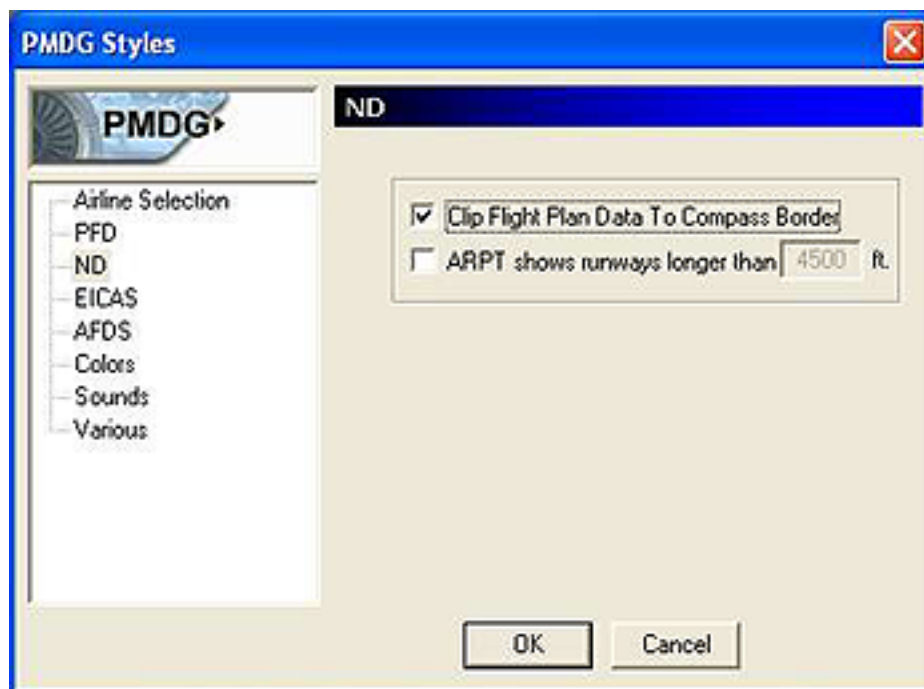 PMDG Styles
PMDG
ND
Airline Selection
PFD
ND
EICAS
AFDS
Colors
Sounds
Various
Clip Flight Plan Data To Compass Border
ARPT shows runways longer than 4500 ft.
OK Cancel